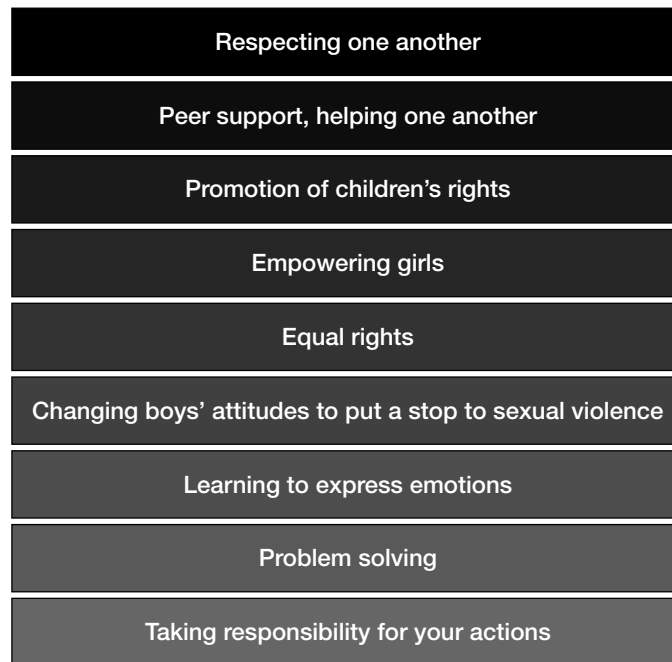 Respecting one another
Peer support, helping one another
Promotion of children’s rights
Empowering girls
Equal rights
Changing boys’ attitudes to put a stop to sexual violence
Learning to express emotions
Problem solving
Taking responsibility for your actions